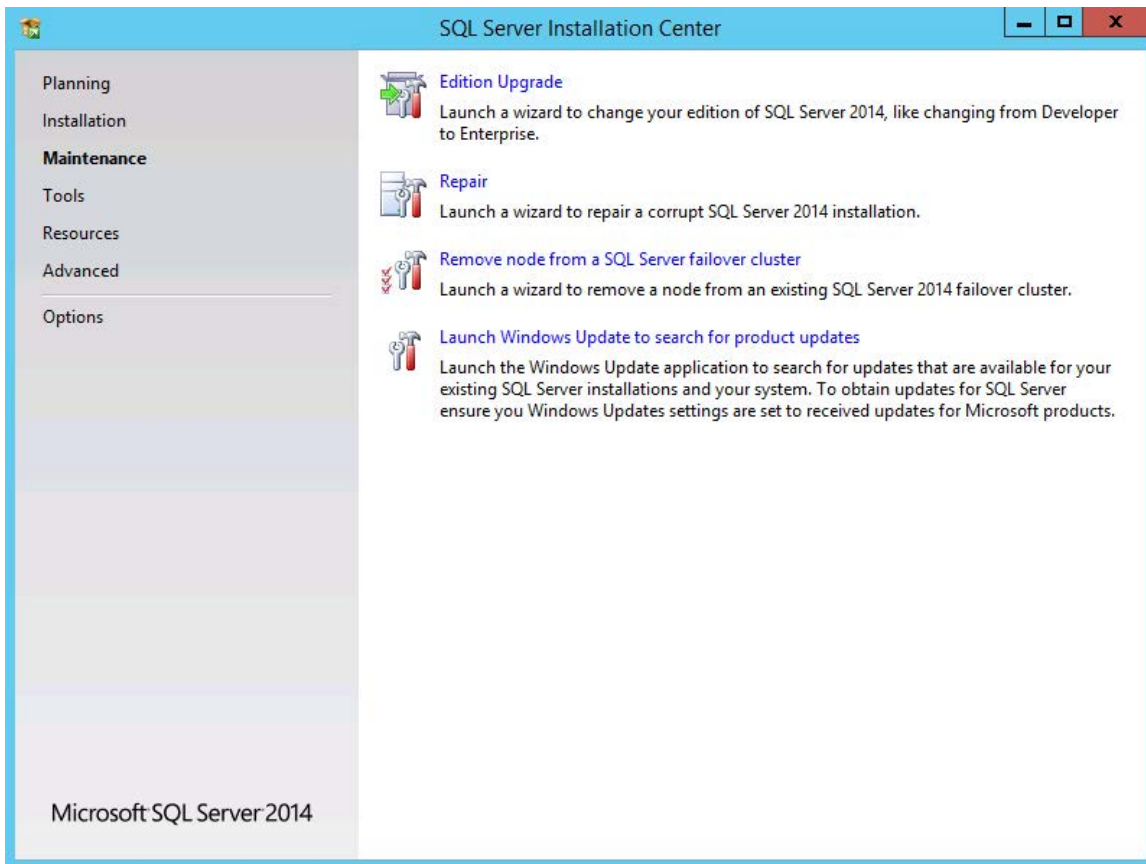 SQL Server Installation Center
Planning
Installation
Maintenance
Tools
Resources
Advanced
Options
Edition Upgrade
Launch a wizard to change your edition of SQL Server 2014, like changing from Developer
to Enterprise.
Repair
Launch a wizard to repair a corrupt SQL Server 2014 installation.
Remove node from a SQL Server failover cluster
Launch a wizard to remove a node from an existing SQL Server 2014 failover cluster.
Launch Windows Update to search for product updates
Launch the Windows Update application to search for updates that are available for your
existing SQL Server installations and your system. To obtain updates for SQL Server
ensure you Windows Updates settings are set to received updates for Microsoft products.
Microsoft SQL Server 2014